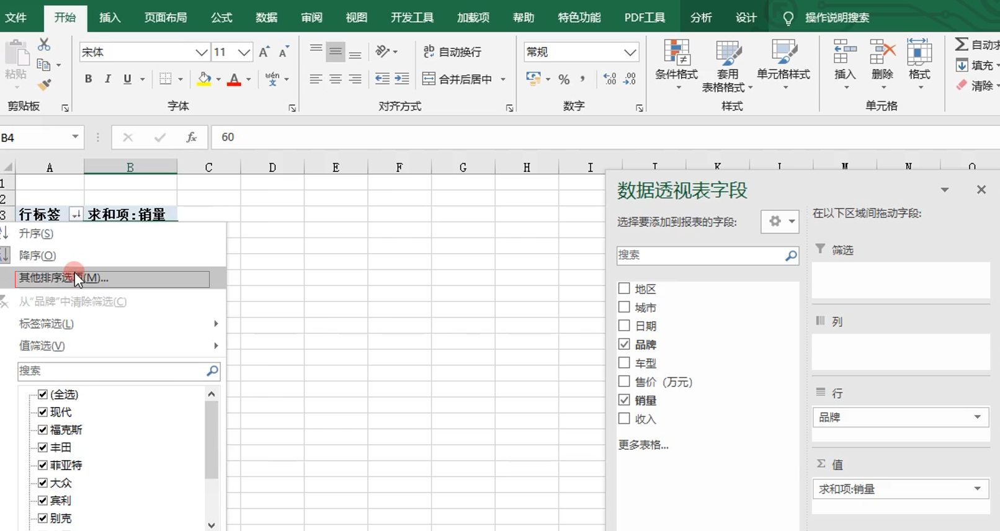 文件 开始 插入 页面布局 公式 数据 审阅 视图 开发工具 加载项 帮助 特色功能 PDF工具 分析 设计 操作说明搜索
宋体 11 A A 自动换行 常规 条件格式 套用 单元格样式 插入 删除 格式 自动求
粘贴 表格格式 填充
B I U A wén 文 合并后居中 % , .00 清除
剪贴板 字体 对齐方式 数字 样式 单元格
B4 fx 60
A B C D E F G H I J K L M N O
1
2
3 行标签 求和项:销量
升序(S)
降序(O)
其他排序选项(M)...
从“品牌”中清除筛选(C)
标签筛选(L)
值筛选(V)
搜索
(全选)
现代
福克斯
丰田
菲亚特
大众
宾利
别克
数据透视表字段
选择要添加到报表的字段:
搜索
地区
城市
日期
品牌
车型
售价（万元）
销量
收入
更多表格...
在以下区域间拖动字段:
筛选
列
行
品牌
Σ 值
求和项:销量